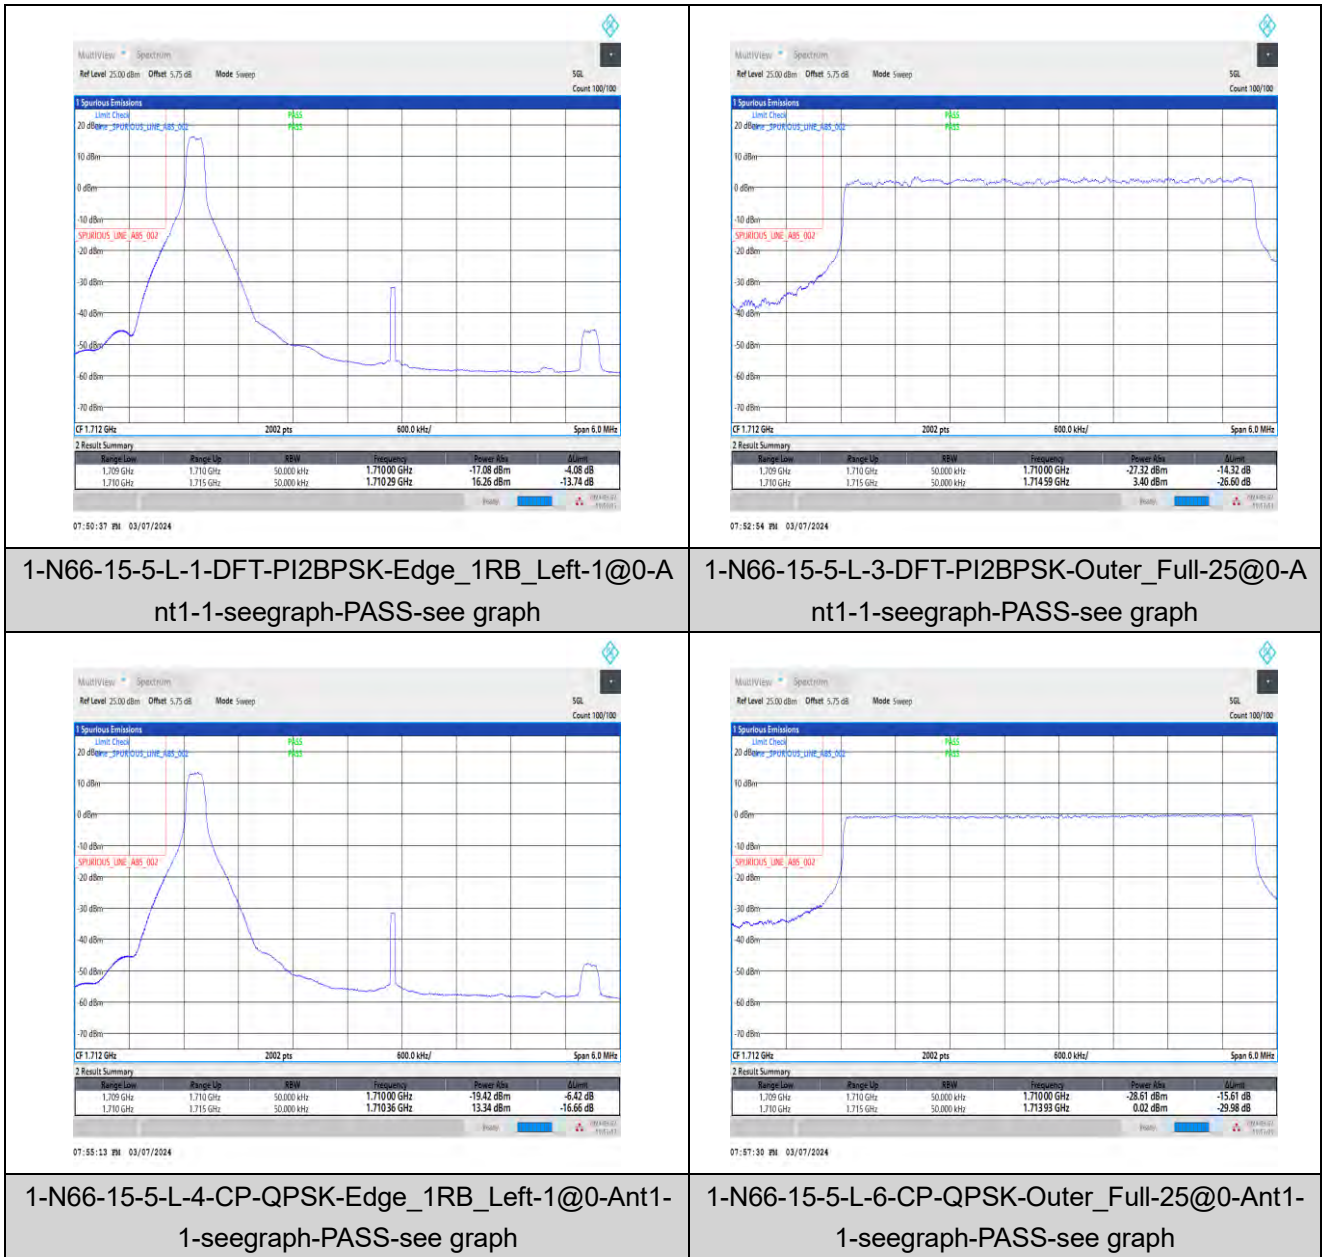 MultiView Spectrum
Ref Level 25.00 dBm Offset 5.75 dB Mode Sweep SGL
Count 100/100
1 Spurious Emissions
Limit Check PASS
Line _SPURIOUS_LINE_ABS_002 PASS
20 dBm
10 dBm
0 dBm
-10 dBm
SPURIOUS_LINE_ABS_002
-20 dBm
-30 dBm
-40 dBm
-50 dBm
-60 dBm
-70 dBm
CF 1.712 GHz 2002 pts 600.0 kHz/ Span 6.0 MHz
2 Result Summary
Range Low Range Up RBW Frequency Power Abs ΔLimit
1.709 GHz 1.710 GHz 50.000 kHz 1.71000 GHz -17.08 dBm -4.08 dB
1.710 GHz 1.715 GHz 50.000 kHz 1.71029 GHz 16.26 dBm -13.74 dB
07:50:37 PM 03/07/2024
1-N66-15-5-L-1-DFT-PI2BPSK-Edge_1RB_Left-1@0-A
nt1-1-seegraph-PASS-see graph
MultiView Spectrum
Ref Level 25.00 dBm Offset 5.75 dB Mode Sweep SGL
Count 100/100
1 Spurious Emissions
Limit Check PASS
Line _SPURIOUS_LINE_ABS_002 PASS
20 dBm
10 dBm
0 dBm
-10 dBm
SPURIOUS_LINE_ABS_002
-20 dBm
-30 dBm
-40 dBm
-50 dBm
-60 dBm
-70 dBm
CF 1.712 GHz 2002 pts 600.0 kHz/ Span 6.0 MHz
2 Result Summary
Range Low Range Up RBW Frequency Power Abs ΔLimit
1.709 GHz 1.710 GHz 50.000 kHz 1.71000 GHz -27.32 dBm -14.32 dB
1.710 GHz 1.715 GHz 50.000 kHz 1.71459 GHz 3.40 dBm -26.60 dB
07:52:54 PM 03/07/2024
1-N66-15-5-L-3-DFT-PI2BPSK-Outer_Full-25@0-A
nt1-1-seegraph-PASS-see graph
MultiView Spectrum
Ref Level 25.00 dBm Offset 5.75 dB Mode Sweep SGL
Count 100/100
1 Spurious Emissions
Limit Check PASS
Line _SPURIOUS_LINE_ABS_002 PASS
20 dBm
10 dBm
0 dBm
-10 dBm
SPURIOUS_LINE_ABS_002
-20 dBm
-30 dBm
-40 dBm
-50 dBm
-60 dBm
-70 dBm
CF 1.712 GHz 2002 pts 600.0 kHz/ Span 6.0 MHz
2 Result Summary
Range Low Range Up RBW Frequency Power Abs ΔLimit
1.709 GHz 1.710 GHz 50.000 kHz 1.71000 GHz -19.42 dBm -6.42 dB
1.710 GHz 1.715 GHz 50.000 kHz 1.71036 GHz 13.34 dBm -16.66 dB
07:55:13 PM 03/07/2024
1-N66-15-5-L-4-CP-QPSK-Edge_1RB_Left-1@0-Ant1-
1-seegraph-PASS-see graph
MultiView Spectrum
Ref Level 25.00 dBm Offset 5.75 dB Mode Sweep SGL
Count 100/100
1 Spurious Emissions
Limit Check PASS
Line _SPURIOUS_LINE_ABS_002 PASS
20 dBm
10 dBm
0 dBm
-10 dBm
SPURIOUS_LINE_ABS_002
-20 dBm
-30 dBm
-40 dBm
-50 dBm
-60 dBm
-70 dBm
CF 1.712 GHz 2002 pts 600.0 kHz/ Span 6.0 MHz
2 Result Summary
Range Low Range Up RBW Frequency Power Abs ΔLimit
1.709 GHz 1.710 GHz 50.000 kHz 1.71000 GHz -28.61 dBm -15.61 dB
1.710 GHz 1.715 GHz 50.000 kHz 1.71393 GHz 0.02 dBm -29.98 dB
07:57:30 PM 03/07/2024
1-N66-15-5-L-6-CP-QPSK-Outer_Full-25@0-Ant1-
1-seegraph-PASS-see graph